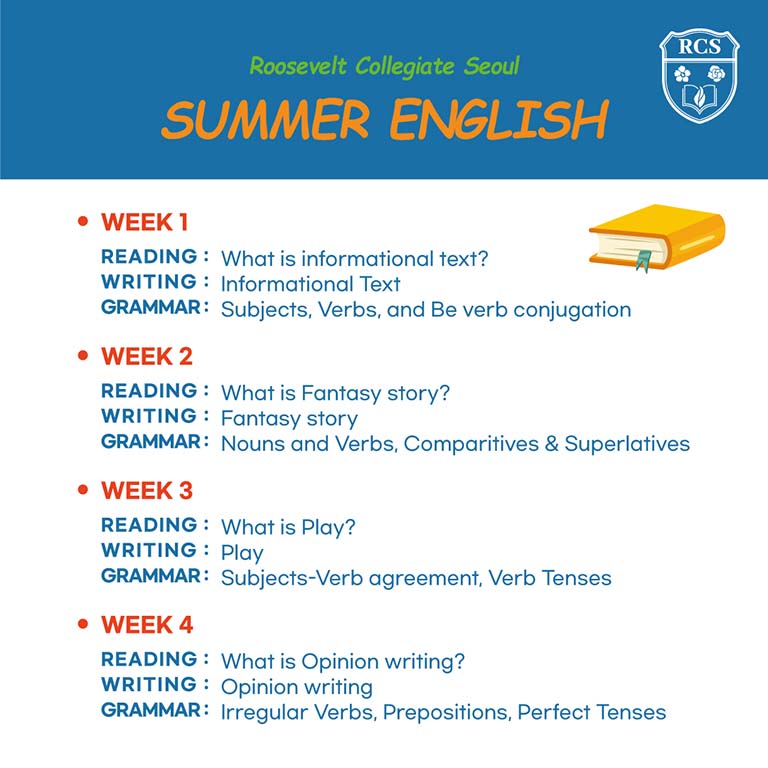 Roosevelt Collegiate Seoul
RCS
SUMMER ENGLISH
• WEEK 1
READING : What is informational text?
WRITING : Informational Text
GRAMMAR : Subjects, Verbs, and Be verb conjugation
• WEEK 2
READING : What is Fantasy story?
WRITING : Fantasy story
GRAMMAR : Nouns and Verbs, Comparitives & Superlatives
• WEEK 3
READING : What is Play?
WRITING : Play
GRAMMAR : Subjects-Verb agreement, Verb Tenses
• WEEK 4
READING : What is Opinion writing?
WRITING : Opinion writing
GRAMMAR : Irregular Verbs, Prepositions, Perfect Tenses